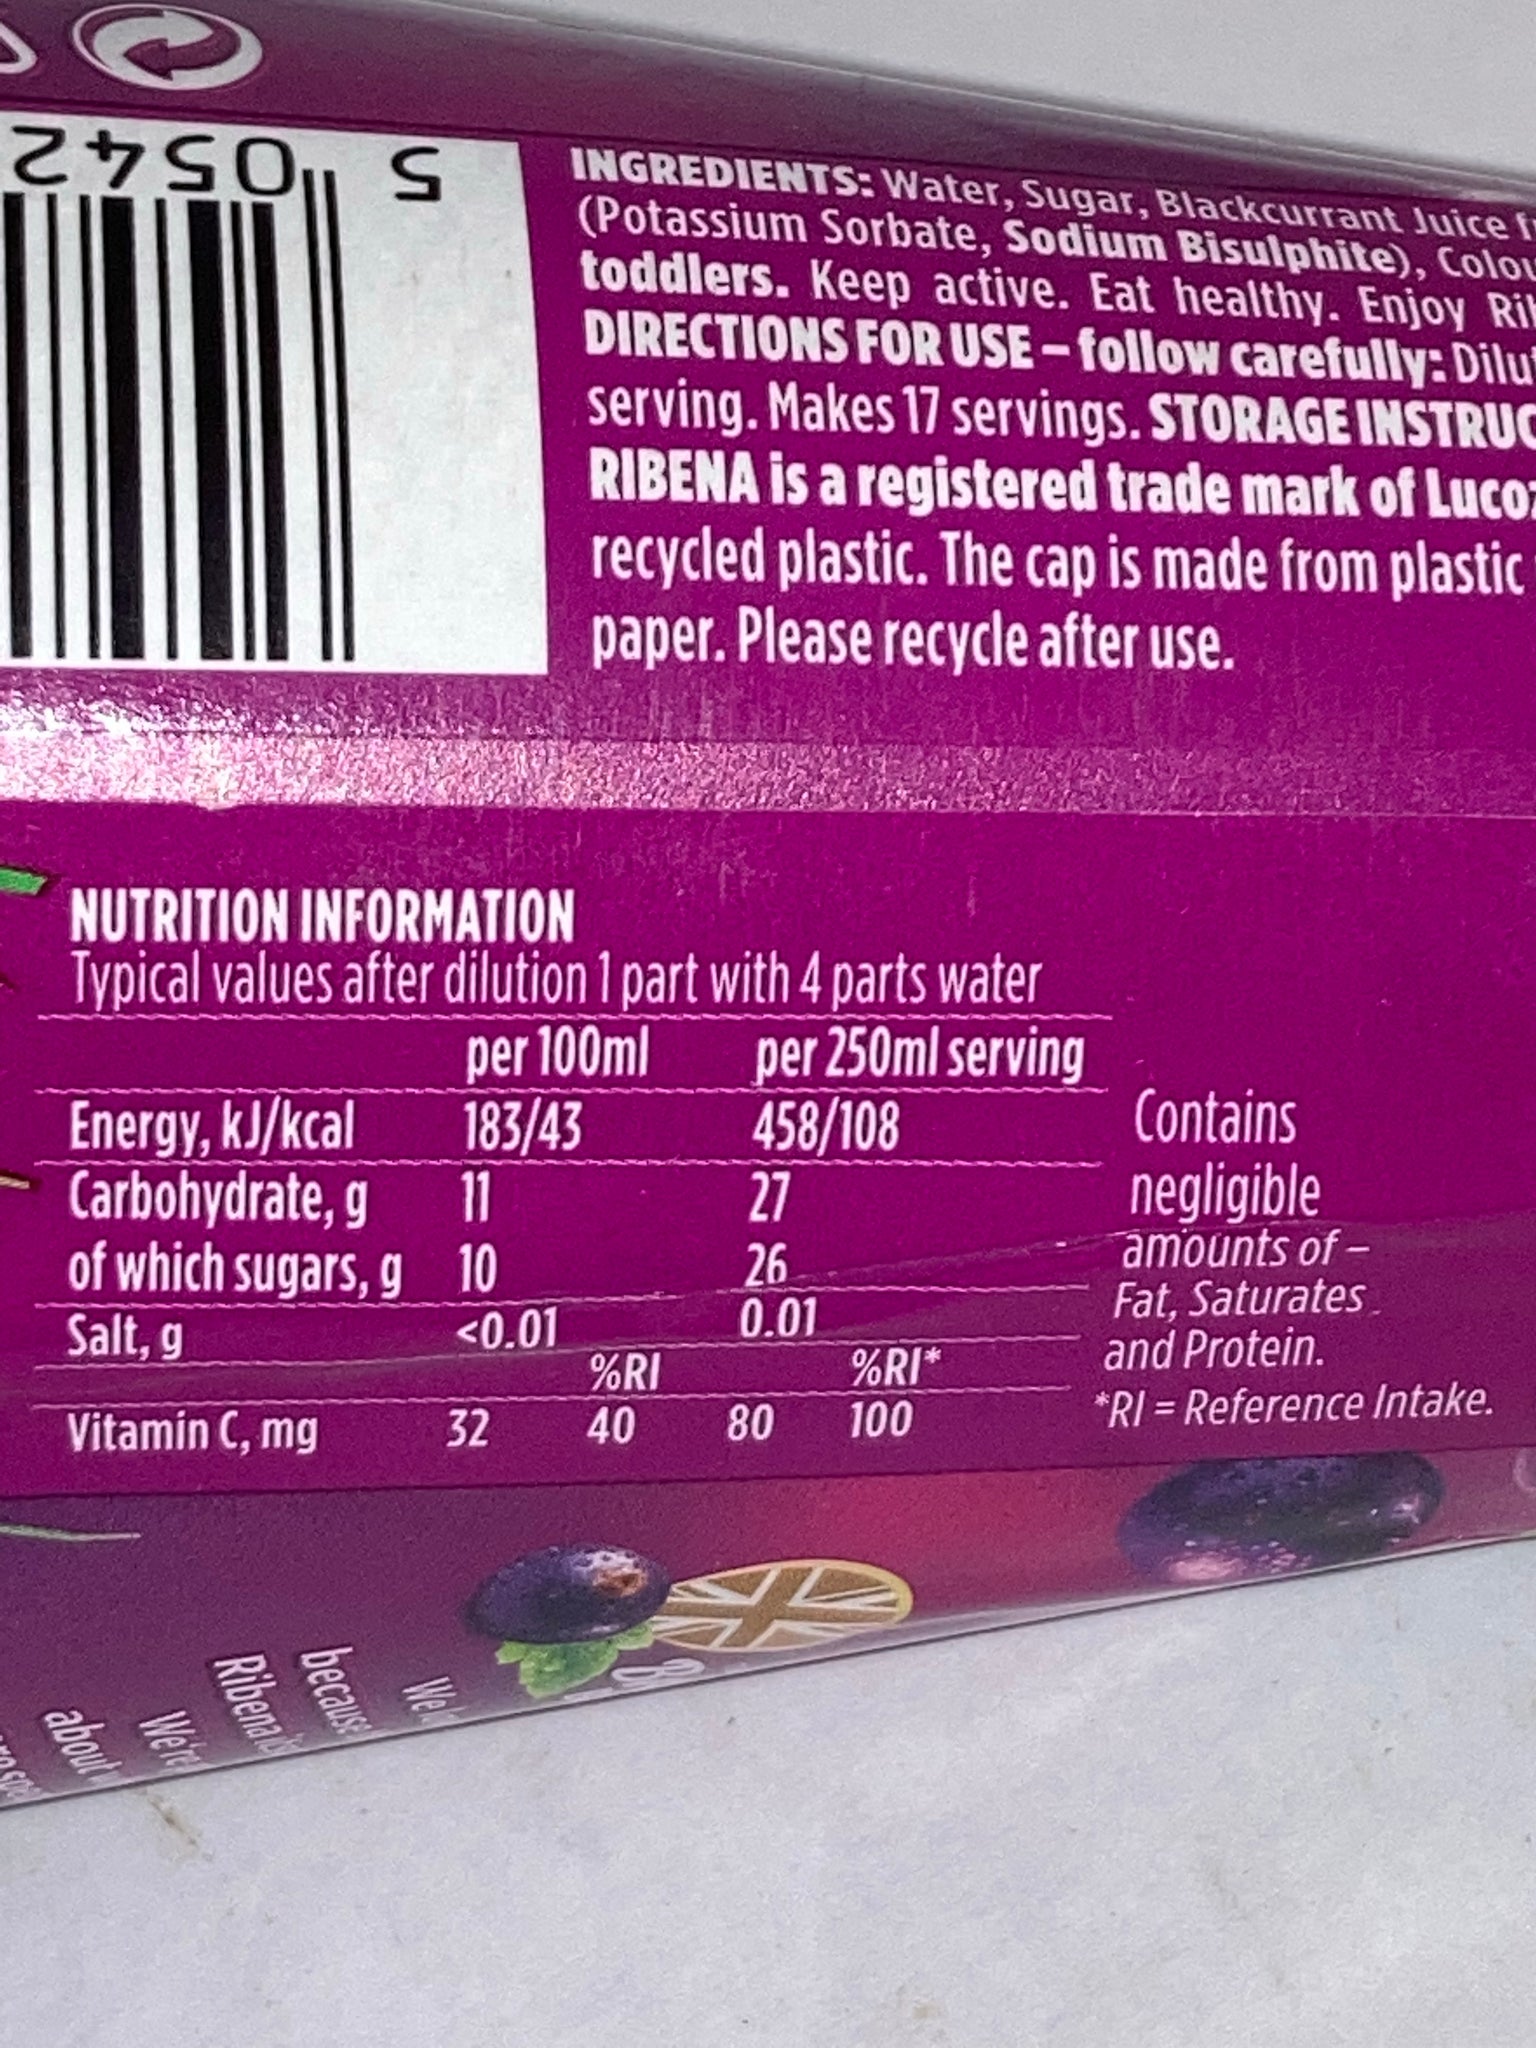 5 0542
INGREDIENTS: Water, Sugar, Blackcurrant Juice
(Potassium Sorbate, Sodium Bisulphite),
toddlers. Keep active. Eat healthy. Enjoy
DIRECTIONS FOR USE – follow carefully:
serving. Makes 17 servings. STORAGE
RIBENA is a registered trade mark of
recycled plastic. The cap is made from plastic
paper. Please recycle after use.
NUTRITION INFORMATION
Typical values after dilution 1 part with 4 parts water
per 100ml per 250ml serving
Energy, kJ/kcal 183/43 458/108
Carbohydrate, g 11 27
of which sugars, g 10 26
Salt, g <0.01 0.01
%RI %RI*
Vitamin C, mg 32 40 80 100
Contains
negligible
amounts of –
Fat, Saturates
and Protein.
*RI = Reference Intake.
because
Ribena
We're
about